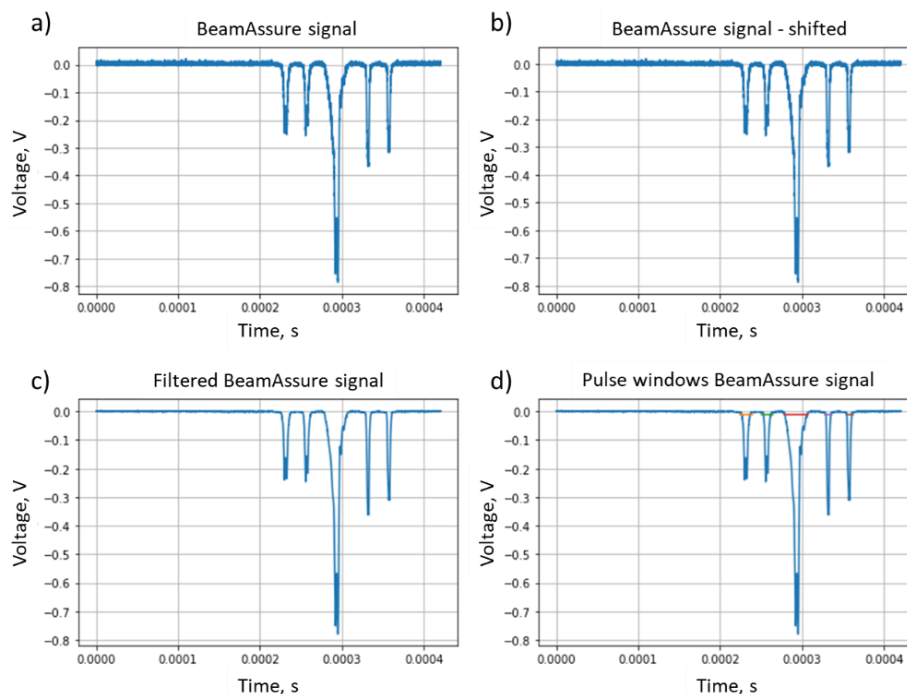 a)
BeamAssure signal
0.0
−0.1
−0.2
−0.3
−0.4
−0.5
−0.6
−0.7
−0.8
Voltage, V
0.0000 0.0001 0.0002 0.0003 0.0004
Time, s
b)
BeamAssure signal - shifted
0.0
−0.1
−0.2
−0.3
−0.4
−0.5
−0.6
−0.7
−0.8
Voltage, V
0.0000 0.0001 0.0002 0.0003 0.0004
Time, s
c)
Filtered BeamAssure signal
0.0
−0.1
−0.2
−0.3
−0.4
−0.5
−0.6
−0.7
−0.8
Voltage, V
0.0000 0.0001 0.0002 0.0003 0.0004
Time, s
d)
Pulse windows BeamAssure signal
0.0
−0.1
−0.2
−0.3
−0.4
−0.5
−0.6
−0.7
−0.8
Voltage, V
0.0000 0.0001 0.0002 0.0003 0.0004
Time, s